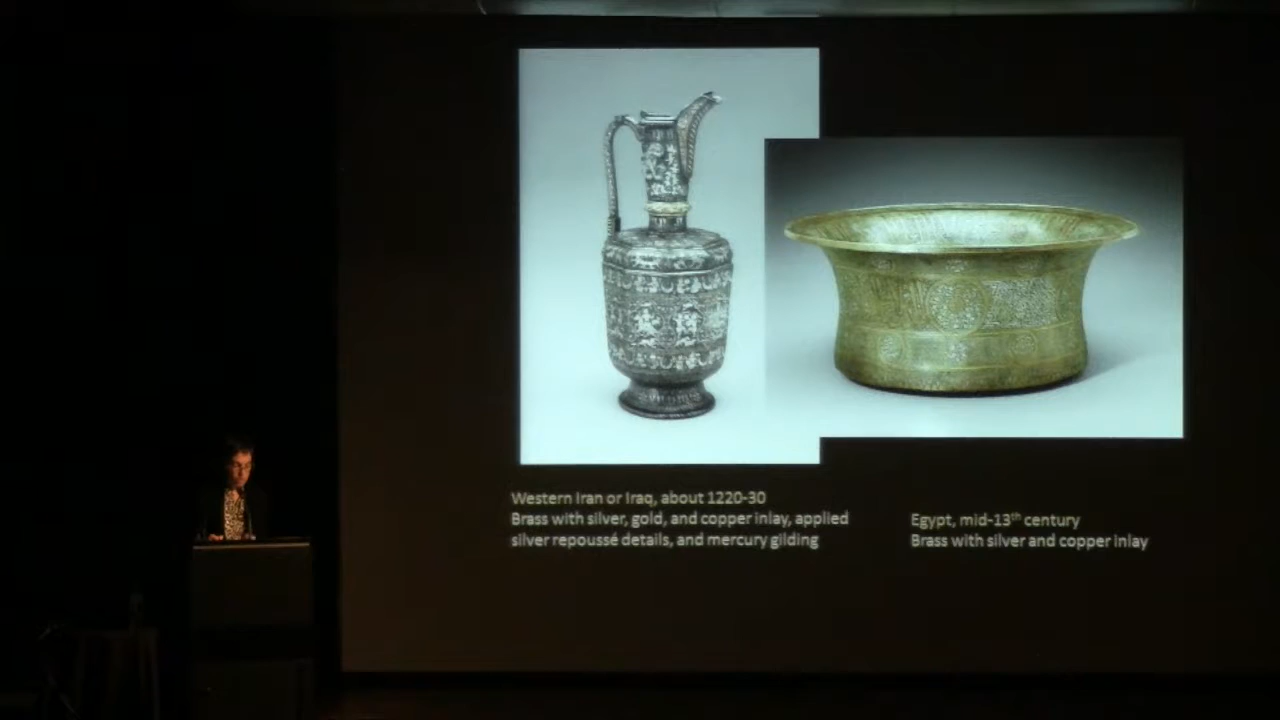 Western Iran or Iraq, about 1220-30
Brass with silver, gold, and copper inlay, applied
silver repoussé details, and mercury gilding
Egypt, mid-13th century
Brass with silver and copper inlay